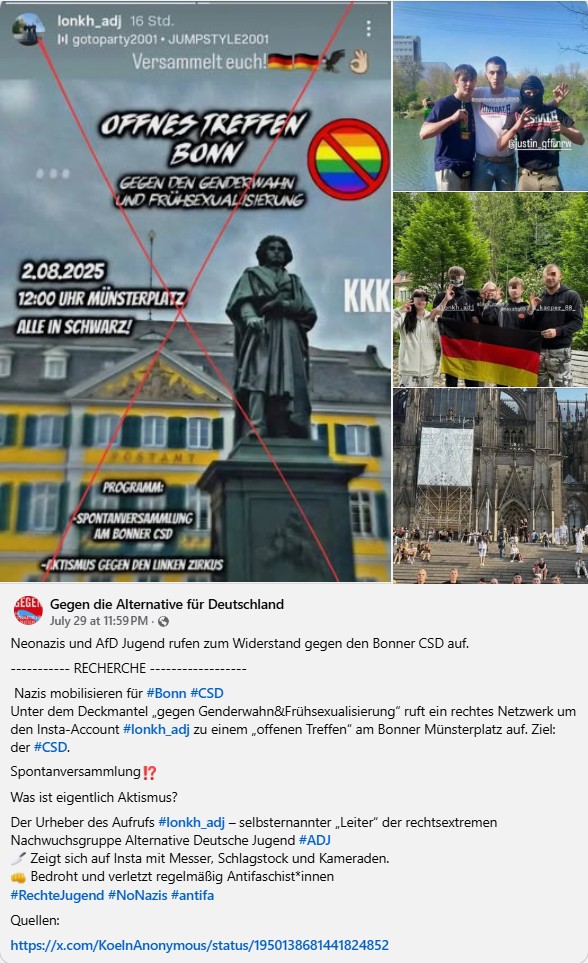 lonkh_adj 16 Std.
gotoparty2001 • JUMPSTYLE2001
Versammelt euch!🇩🇪🇩🇪🦅👌🏼
OFFNES TREFFEN
BONN
GEGEN DEN GENDERWAHN
UND FRÜHSEXUALISIERUNG
2.08.2025
12:00 UHR MÜNSTERPLATZ
ALLE IN SCHWARZ!
KKK
POSTAMT
PROGRAMM:
-SPONTANVERSAMMLUNG
AM BONNER CSD
-AKTISMUS GEGEN DEN LINKEN ZIRKUS
LONSDALE
@justin_gffnnrw
lonkh.adj
_kacper_88_
GEGEN
Gegen die Alternative für Deutschland
July 29 at 11:59 PM ·
Neonazis und AfD Jugend rufen zum Widerstand gegen den Bonner CSD auf.
----------- RECHERCHE ------------------
Nazis mobilisieren für #Bonn #CSD
Unter dem Deckmantel „gegen Genderwahn&Frühsexualisierung" ruft ein rechtes Netzwerk um
den Insta-Account #lonkh_adj zu einem „offenen Treffen" am Bonner Münsterplatz auf. Ziel:
der #CSD.
Spontanversammlung⁉️
Was ist eigentlich Aktismus?
Der Urheber des Aufrufs #lonkh_adj – selbsternannter „Leiter" der rechtsextremen
Nachwuchsgruppe Alternative Deutsche Jugend #ADJ
🔪 Zeigt sich auf Insta mit Messer, Schlagstock und Kameraden.
👊 Bedroht und verletzt regelmäßig Antifaschist*innen
#RechteJugend #NoNazis #antifa
Quellen:
https://x.com/KoelnAnonymous/status/1950138681441824852